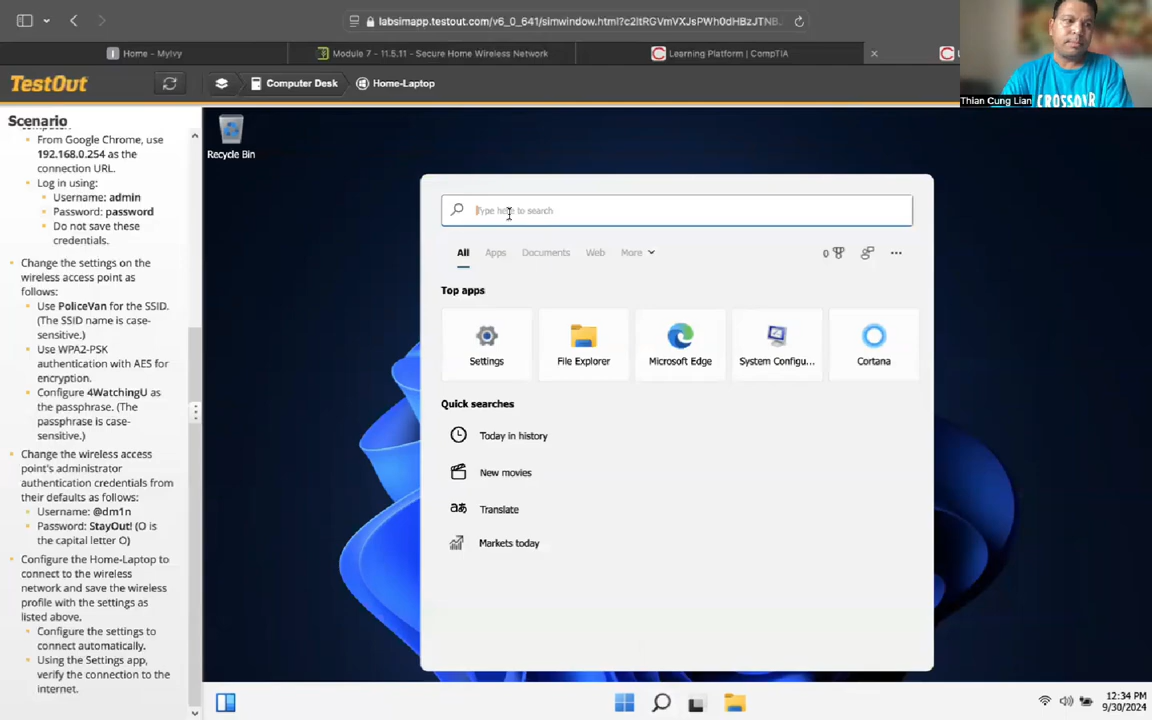 labsimapp.testout.com/v6_0_641/simwindow.html?c2ltRGVmVXJsPWh0dHBzJTNB...
Home - MyIvy
Module 7 - 11.5.11 - Secure Home Wireless Network
Learning Platform | CompTIA
TestOut
Computer Desk
Home-Laptop
Thian Cung Lian
CROSSOVR
Scenario
From Google Chrome, use
192.168.0.254 as the
connection URL.
Log in using:
Username: admin
Password: password
Do not save these
credentials.
Change the settings on the
wireless access point as
follows:
Use PoliceVan for the SSID.
(The SSID name is case-
sensitive.)
Use WPA2-PSK
authentication with AES for
encryption.
Configure 4WatchingU as
the passphrase. (The
passphrase is case-
sensitive.)
Change the wireless access
point's administrator
authentication credentials from
their defaults as follows:
Username: @dm1n
Password: StayOut! (O is
the capital letter O)
Configure the Home-Laptop to
connect to the wireless
network and save the wireless
profile with the settings as
listed above.
Configure the settings to
connect automatically.
Using the Settings app,
verify the connection to the
internet.
Recycle Bin
Type here to search
All
Apps
Documents
Web
More
0
Top apps
Settings
File Explorer
Microsoft Edge
System Configu...
Cortana
Quick searches
Today in history
New movies
Translate
Markets today
12:34 PM
9/30/2024